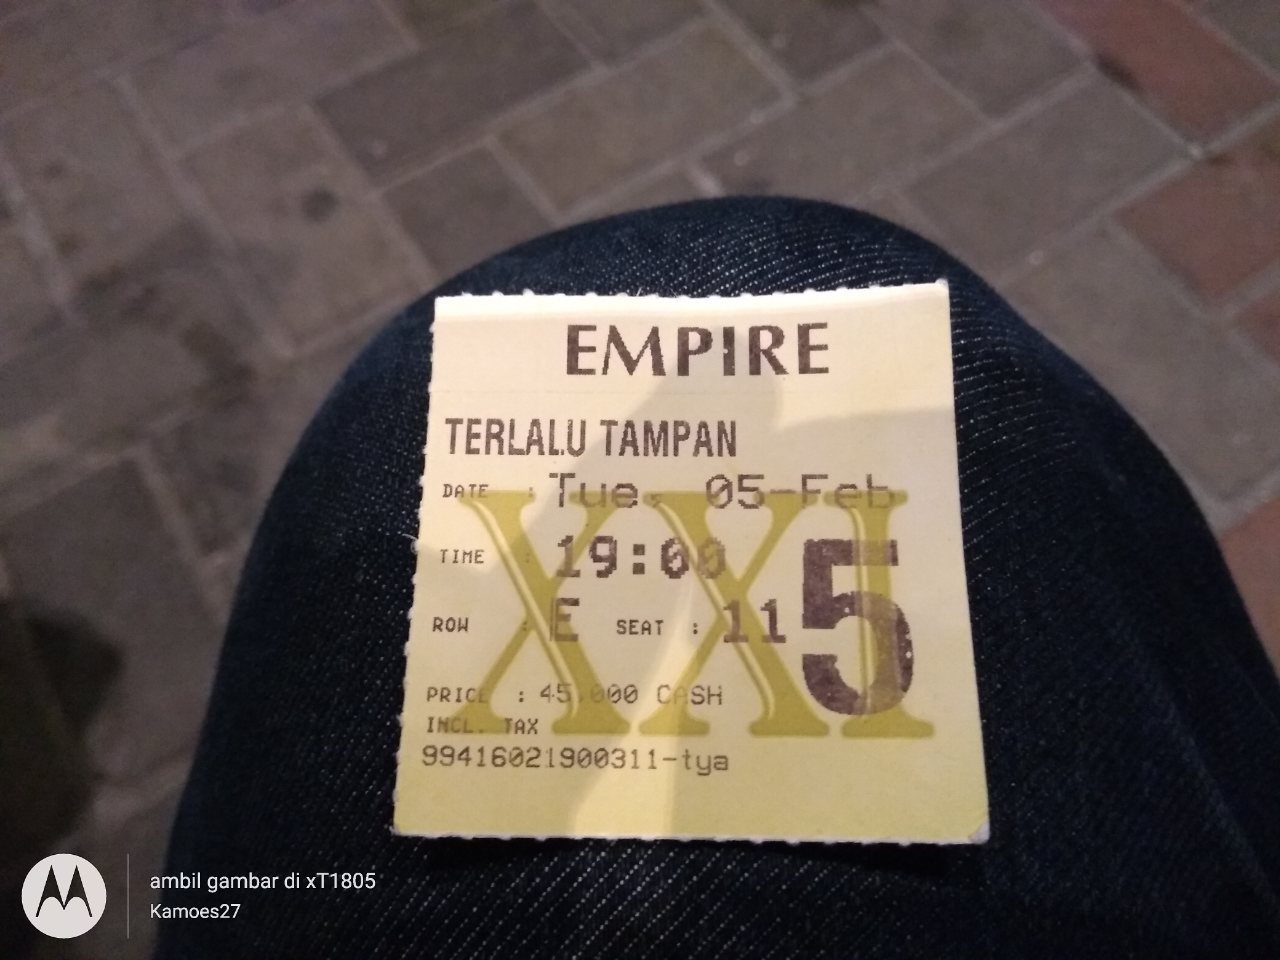 EMPIRE
TERLALU TAMPAN
DATE : Tue, 05-Feb
TIME : 19:00
ROW : E SEAT : 11
5
PRICE : 45.000 CASH
INCL. TAX
99416021900311-tya
XXI
ambil gambar di xT1805
Kamoes27